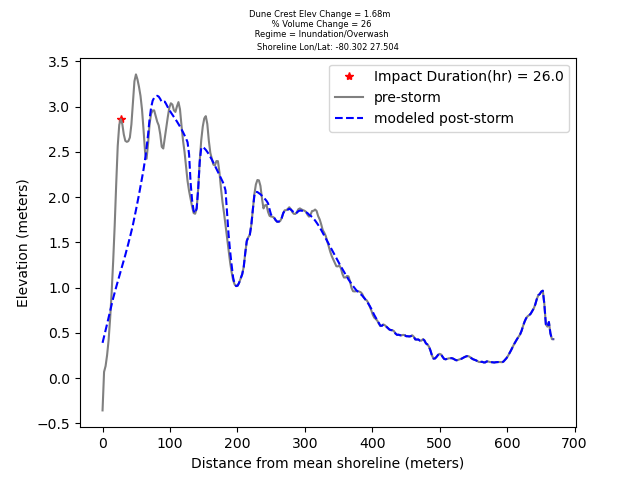 Dune Crest Elev Change = 1.68m
% Volume Change = 26
Regime = Inundation/Overwash
Shoreline Lon/Lat: -80.302 27.504
Impact Duration(hr) = 26.0
pre-storm
modeled post-storm
Elevation (meters)
3.5
3.0
2.5
2.0
1.5
1.0
0.5
0.0
−0.5
0 100 200 300 400 500 600 700
Distance from mean shoreline (meters)